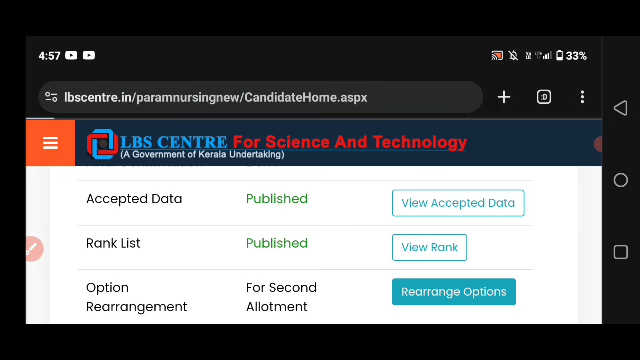 4:57 33%
lbscentre.in/paramnursingnew/CandidateHome.aspx :D
LBS CENTRE For Science And Technology
(A Government of Kerala Undertaking)
Accepted Data Published View Accepted Data
Rank List Published View Rank
Option Rearrangement For Second Allotment Rearrange Options